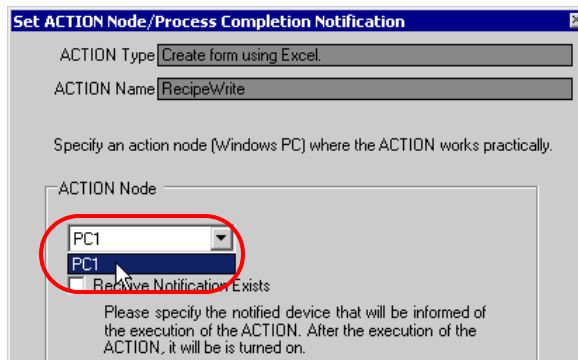 Set ACTION Node/Process Completion Notification
ACTION Type Create form using Excel.
ACTION Name RecipeWrite
Specify an action node (Windows PC) where the ACTION works practically.
ACTION Node
PC1
PC1
Receive Notification Exists
Please specify the notified device that will be informed of
the execution of the ACTION. After the execution of the
ACTION, it will be is turned on.